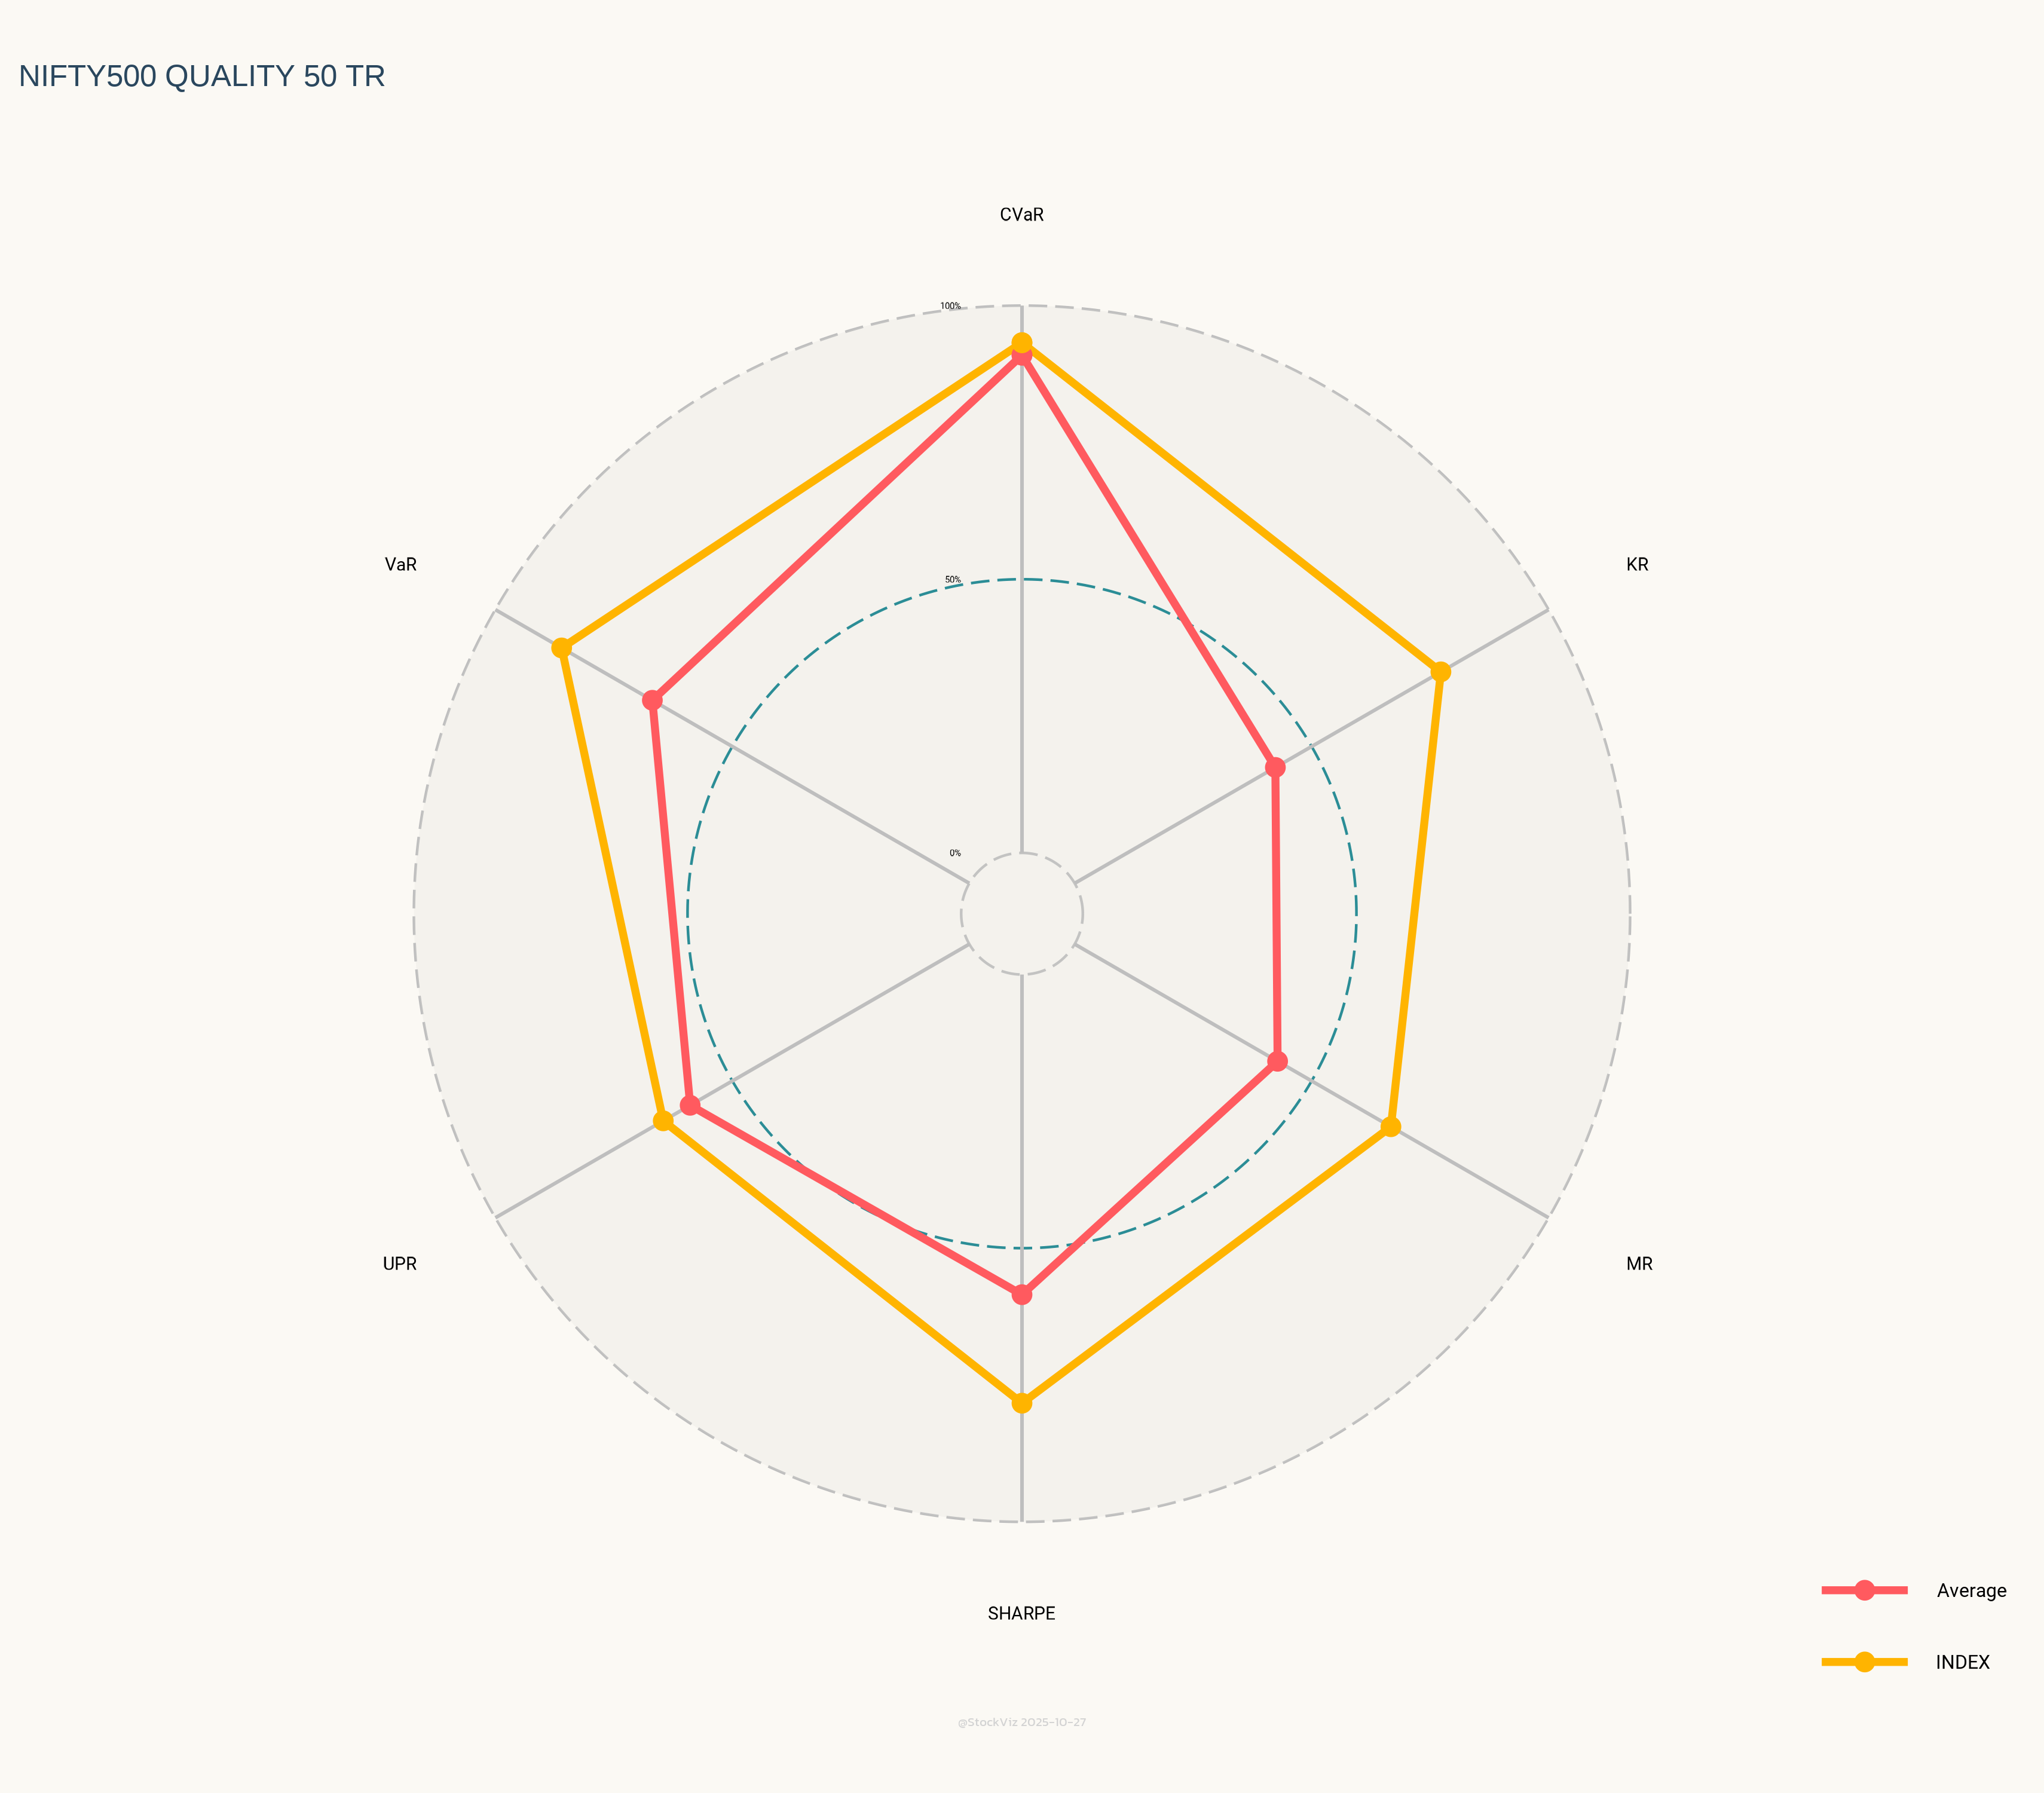 NIFTY500 QUALITY 50 TR
CVaR
100%
VaR
KR
50%
0%
UPR
MR
SHARPE
Average
INDEX
@StockViz 2025-10-27